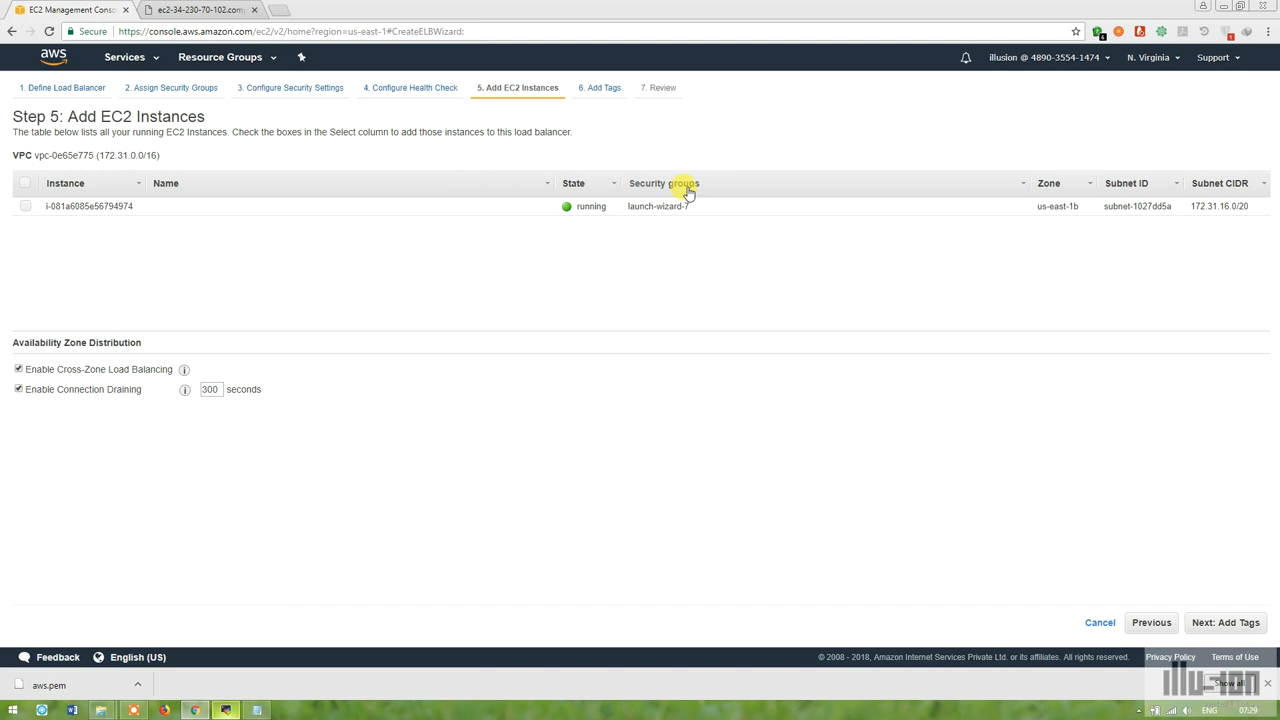 EC2 Management Conso
ec2-34-230-70-102.comp
Secure
https://console.aws.amazon.com/ec2/v2/home?region=us-east-1#CreateELBWizard:
aws
Services
Resource Groups
illusion @ 4890-3554-1474
N. Virginia
Support
1. Define Load Balancer
2. Assign Security Groups
3. Configure Security Settings
4. Configure Health Check
5. Add EC2 Instances
6. Add Tags
7. Review
Step 5: Add EC2 Instances
The table below lists all your running EC2 Instances. Check the boxes in the Select column to add those instances to this load balancer.
VPC vpc-0e65e775 (172.31.0.0/16)
Instance
Name
State
Security groups
Zone
Subnet ID
Subnet CIDR
i-081a6085e56794974
running
launch-wizard-7
us-east-1b
subnet-1027dd5a
172.31.16.0/20
Availability Zone Distribution
Enable Cross-Zone Load Balancing
Enable Connection Draining
300 seconds
Cancel
Previous
Next: Add Tags
Feedback
English (US)
© 2008 - 2018, Amazon Internet Services Private Ltd. or its affiliates. All rights reserved.
Privacy Policy
Terms of Use
aws.pem
Show all
ENG
07:29